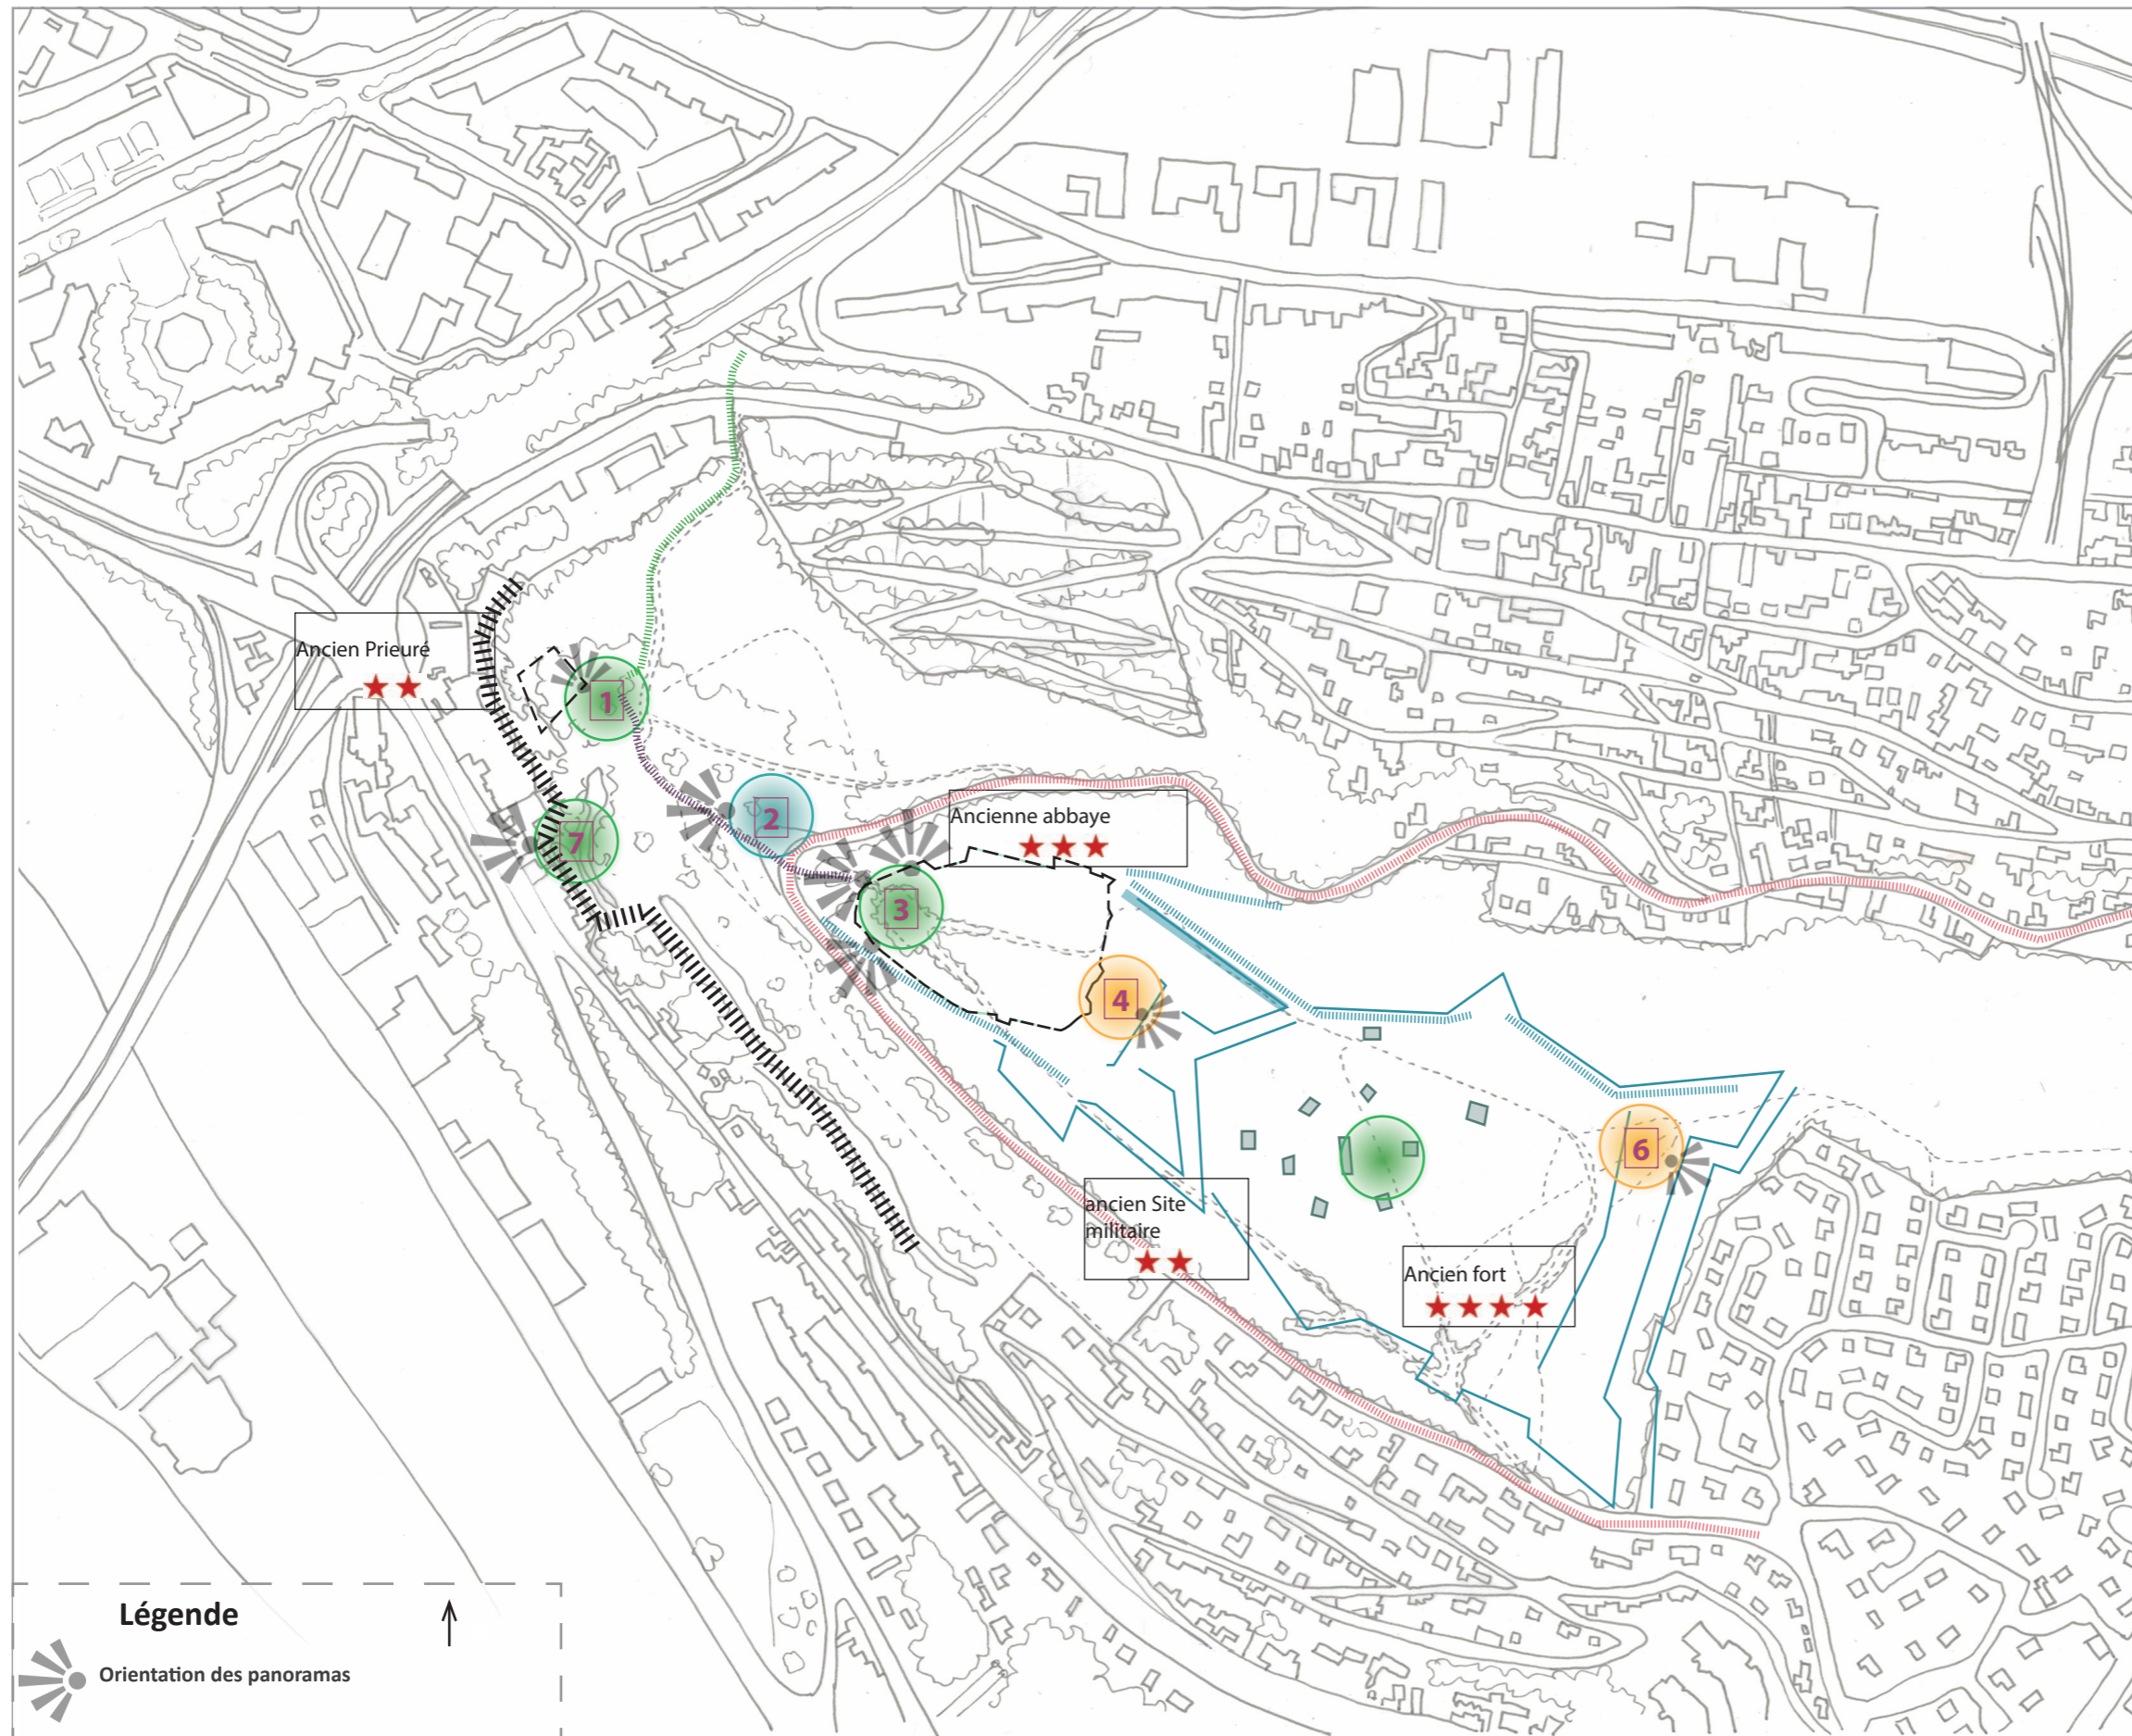 Ancien Prieuré
1
2
7
Ancienne abbaye
3
4
6
ancien Site
militaire
Ancien fort
Légende
Orientation des panoramas